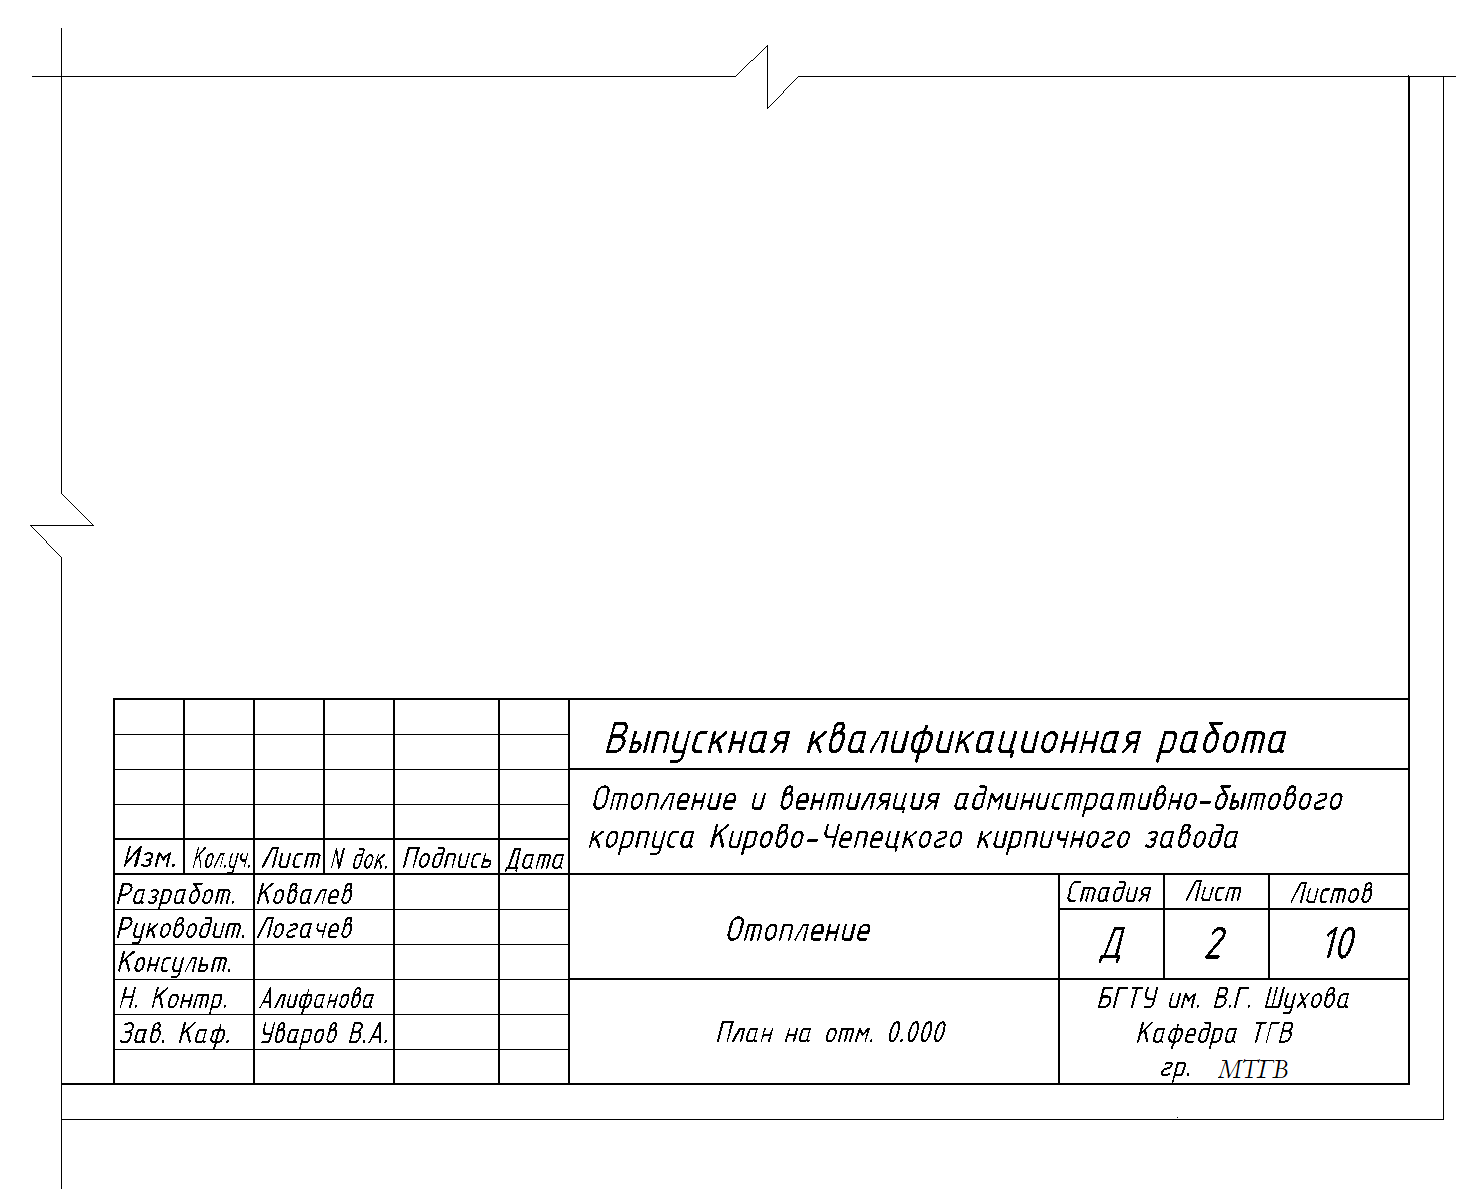 Выпускная квалификационная работа
Отопление и вентиляция административно-бытового
корпуса Кирово-Чепецкого кирпичного завода
Изм. Кол.уч. Лист N док. Подпись Дата
Разработ. Ковалев
Руководит. Логачев
Консульт.
Н. Контр. Алифанова
Зав. Каф. Уваров В.А.
Отопление
Стадия Лист Листов
Д 2 10
План на отм. 0.000
БГТУ им. В.Г. Шухова
Кафедра ТГВ
гр. МТГВ